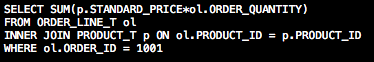 SELECT SUM(p.STANDARD_PRICE*ol.ORDER_QUANTITY)
FROM ORDER_LINE_T ol
INNER JOIN PRODUCT_T p ON ol.PRODUCT_ID = p.PRODUCT_ID
WHERE ol.ORDER_ID = 1001